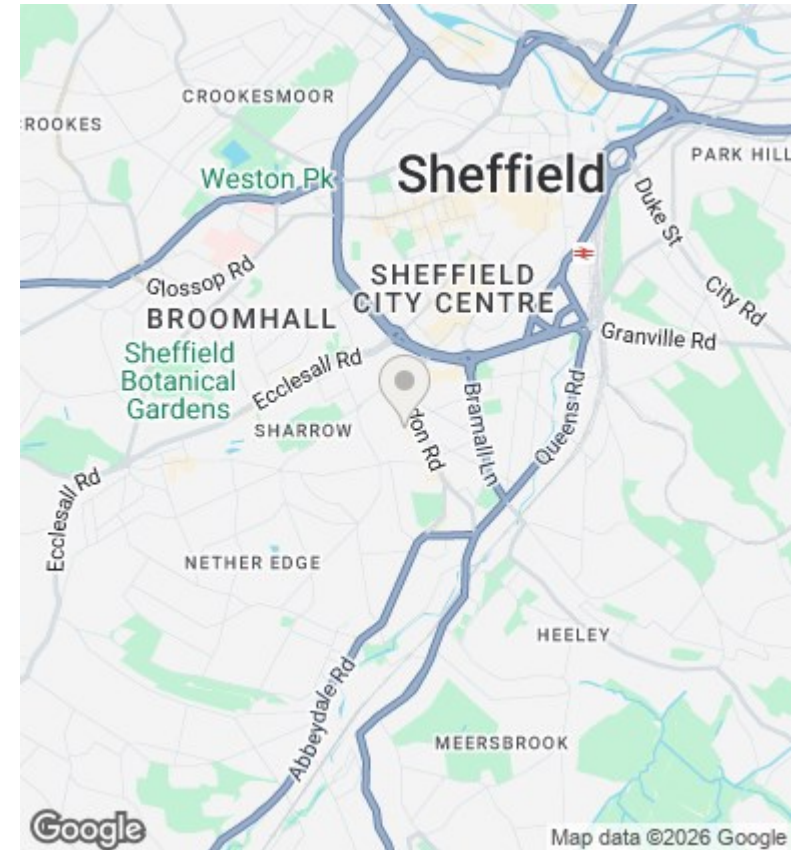 CROOKESMOOR
ROOKES
Weston Pk
Sheffield
PARK HILL
Duke St
City Rd
Glossop Rd
SHEFFIELD
CITY CENTRE
BROOMHALL
Granville Rd
Sheffield
Botanical
Gardens
Ecclesall Rd
SHARROW
don Rd
Bramall Ln
Queens Rd
Ecclesall Rd
NETHER EDGE
HEELEY
Abbeydale Rd
MEERSBROOK
Google
Map data ©2026 Google